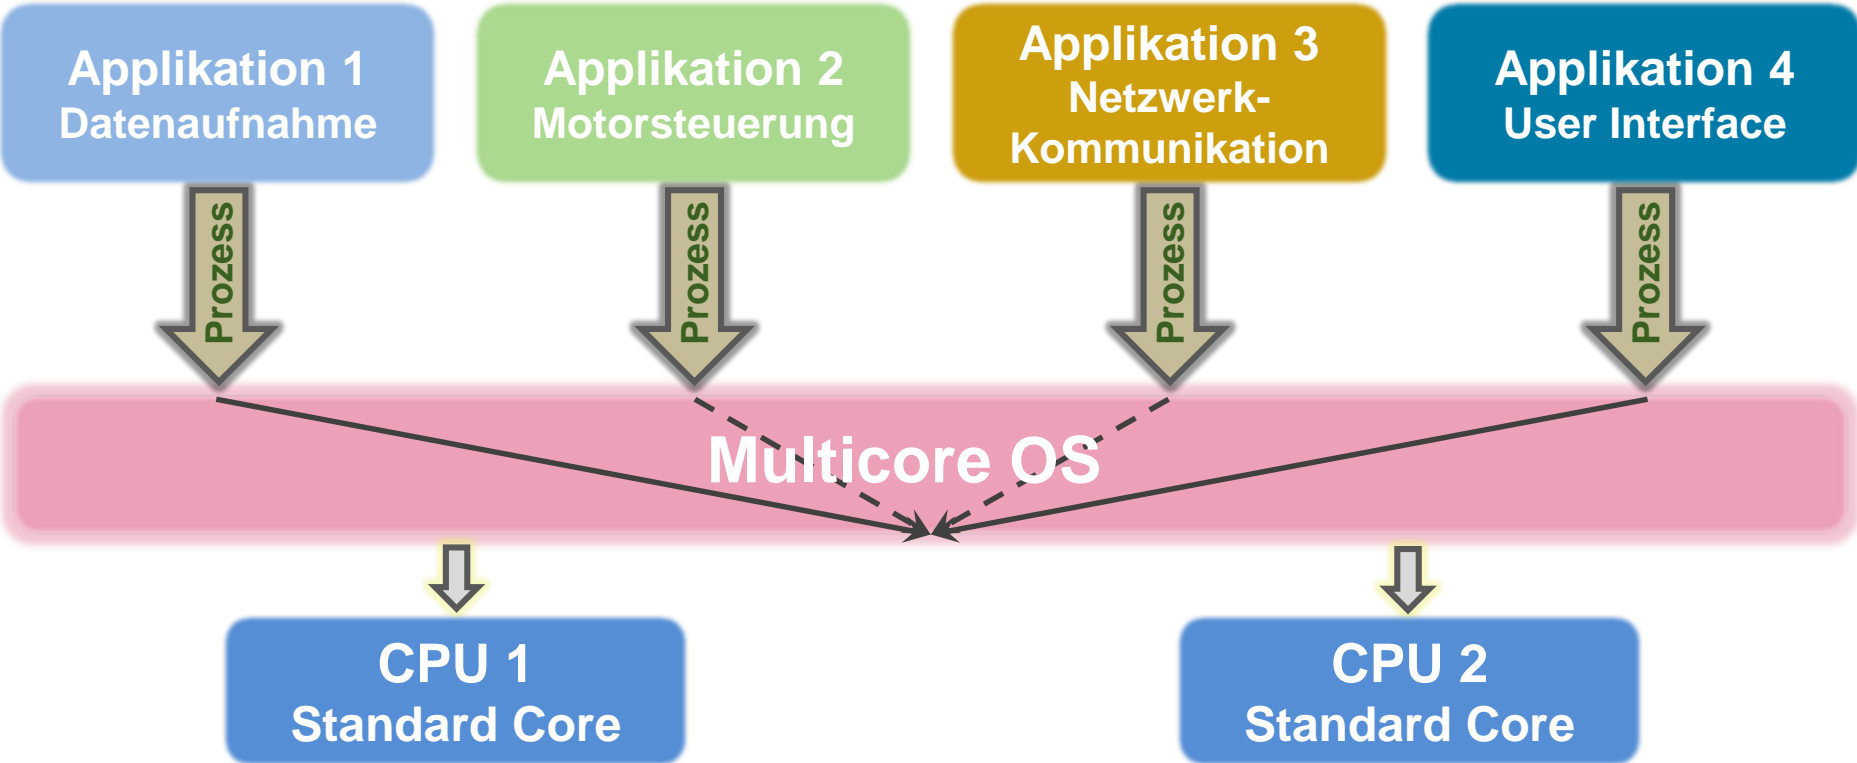 Applikation 1
Datenaufnahme
Applikation 2
Motorsteuerung
Applikation 3
Netzwerk-
Kommunikation
Applikation 4
User Interface
Prozess
Prozess
Prozess
Prozess
Multicore OS
CPU 1
Standard Core
CPU 2
Standard Core